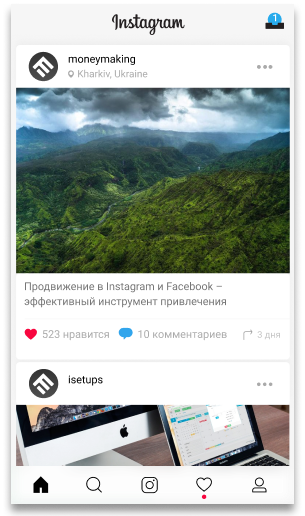 Instagram
1
moneymaking
Kharkiv, Ukraine
Продвижение в Instagram и Facebook –
эффективный инструмент привлечения
523 нравится 10 комментариев 3 дня
isetups